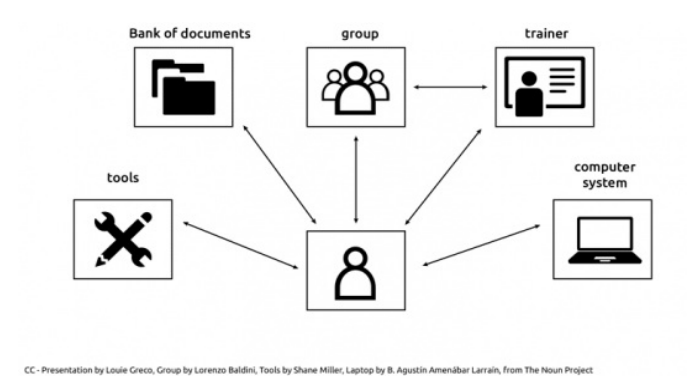 Bank of documents
group
trainer
tools
computer
system
CC - Presentation by Louie Greco, Group by Lorenzo Baldini, Tools by Shane Miller, Laptop by B. Agustín Amenábar Larraín, from The Noun Project